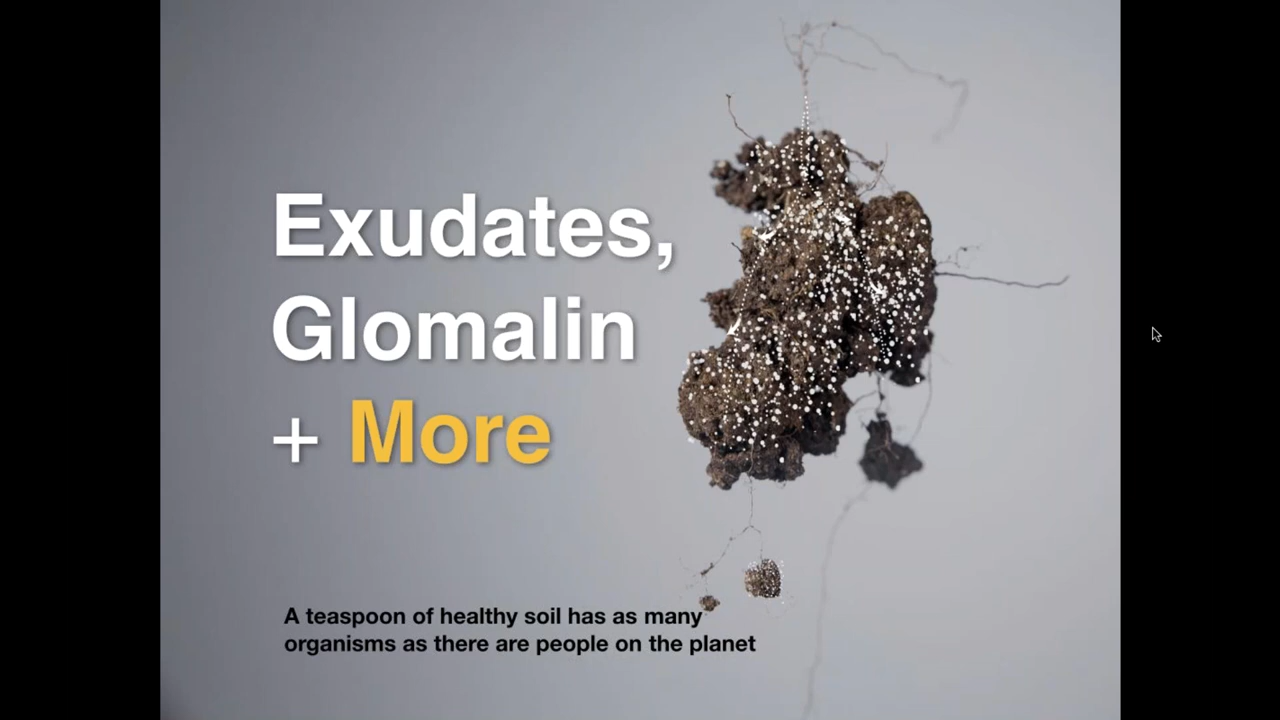 Exudates,
Glomalin
+ More
A teaspoon of healthy soil has as many
organisms as there are people on the planet